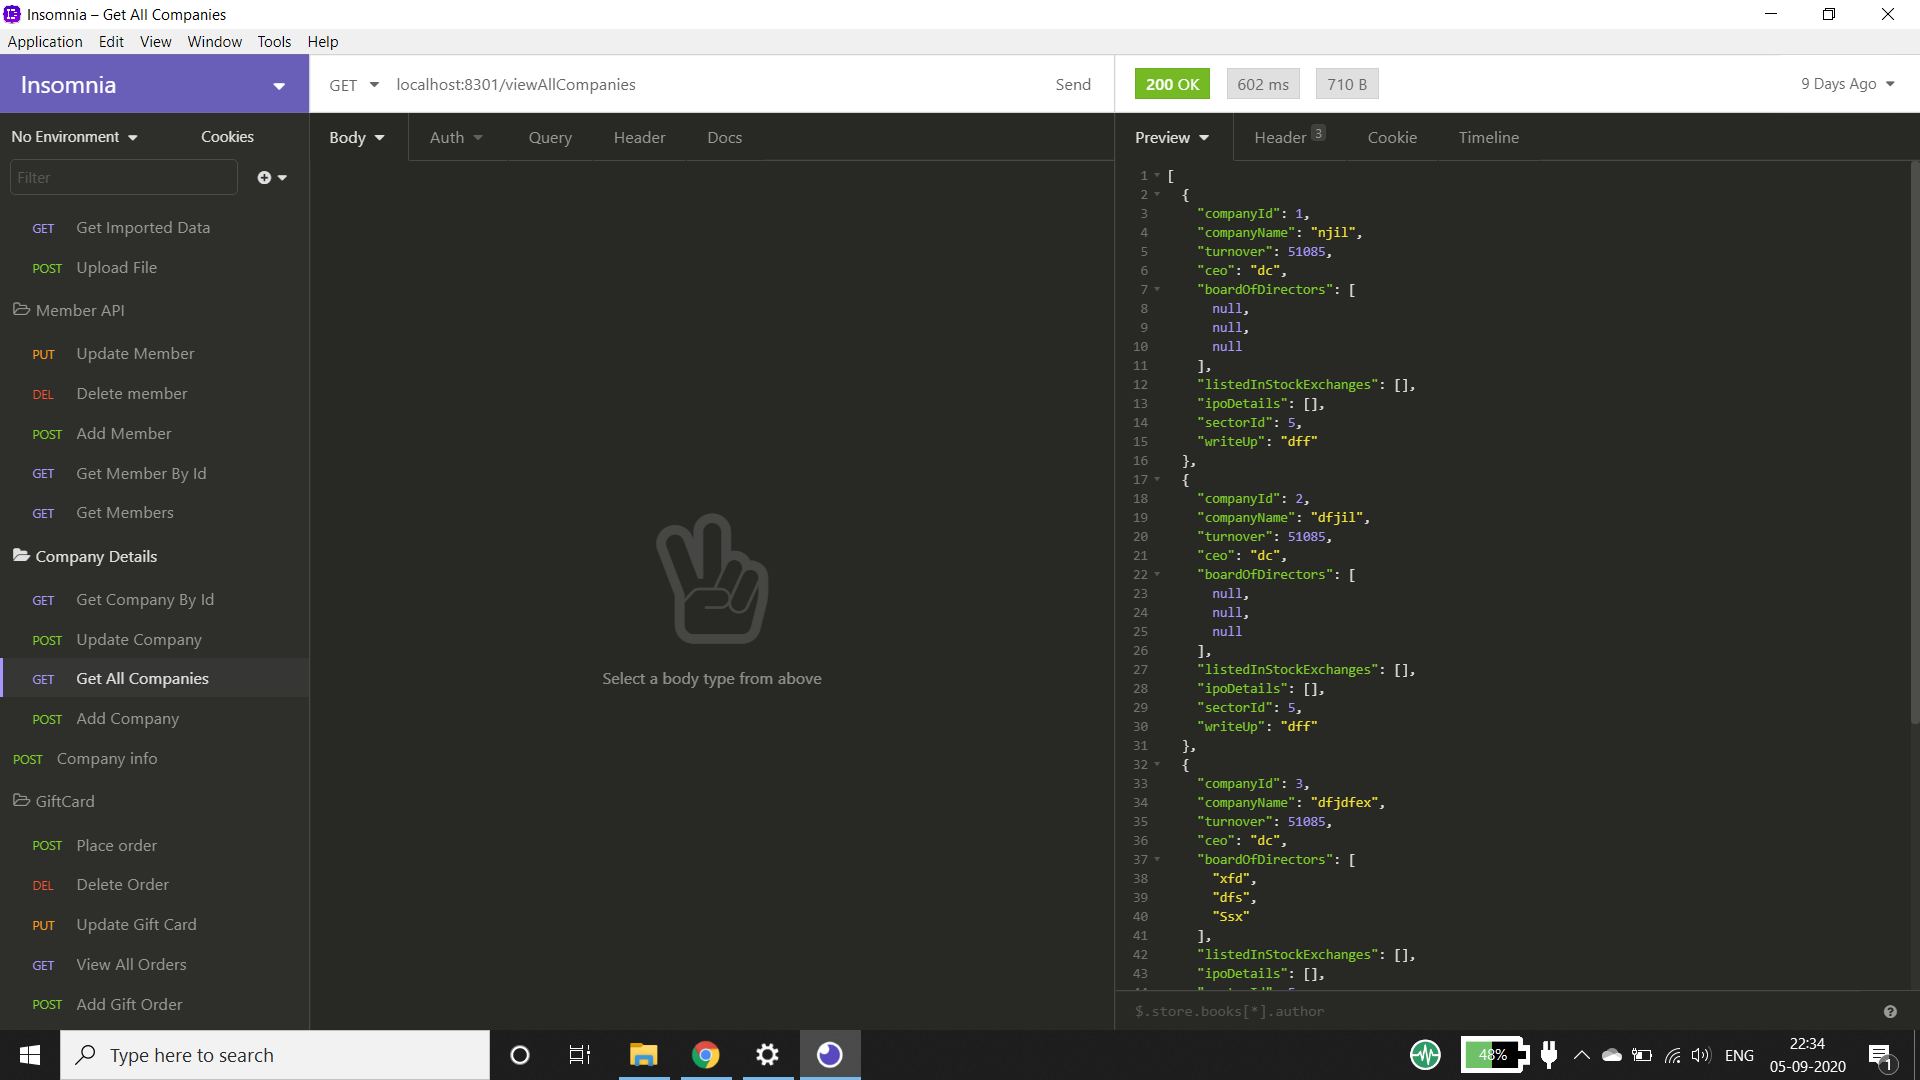 Insomnia – Get All Companies
Application Edit View Window Tools Help
Insomnia
GET localhost:8301/viewAllCompanies Send
200 OK 602 ms 710 B 9 Days Ago
No Environment Cookies
Filter
GET Get Imported Data
POST Upload File
Member API
PUT Update Member
DEL Delete member
POST Add Member
GET Get Member By Id
GET Get Members
Company Details
GET Get Company By Id
POST Update Company
GET Get All Companies
POST Add Company
POST Company info
GiftCard
POST Place order
DEL Delete Order
PUT Update Gift Card
GET View All Orders
POST Add Gift Order
Body Auth Query Header Docs
Select a body type from above
Preview Header 3 Cookie Timeline
1 [
2 {
3 "companyId": 1,
4 "companyName": "njil",
5 "turnover": 51085,
6 "ceo": "dc",
7 "boardOfDirectors": [
8 null,
9 null,
10 null
11 ],
12 "listedInStockExchanges": [],
13 "ipoDetails": [],
14 "sectorId": 5,
15 "writeUp": "dff"
16 },
17 {
18 "companyId": 2,
19 "companyName": "dfjil",
20 "turnover": 51085,
21 "ceo": "dc",
22 "boardOfDirectors": [
23 null,
24 null,
25 null
26 ],
27 "listedInStockExchanges": [],
28 "ipoDetails": [],
29 "sectorId": 5,
30 "writeUp": "dff"
31 },
32 {
33 "companyId": 3,
34 "companyName": "dfjdfex",
35 "turnover": 51085,
36 "ceo": "dc",
37 "boardOfDirectors": [
38 "xfd",
39 "dfs",
40 "Ssx"
41 ],
42 "listedInStockExchanges": [],
43 "ipoDetails": [],
$.store.books[*].author
Type here to search
48%
ENG
22:34
05-09-2020
1